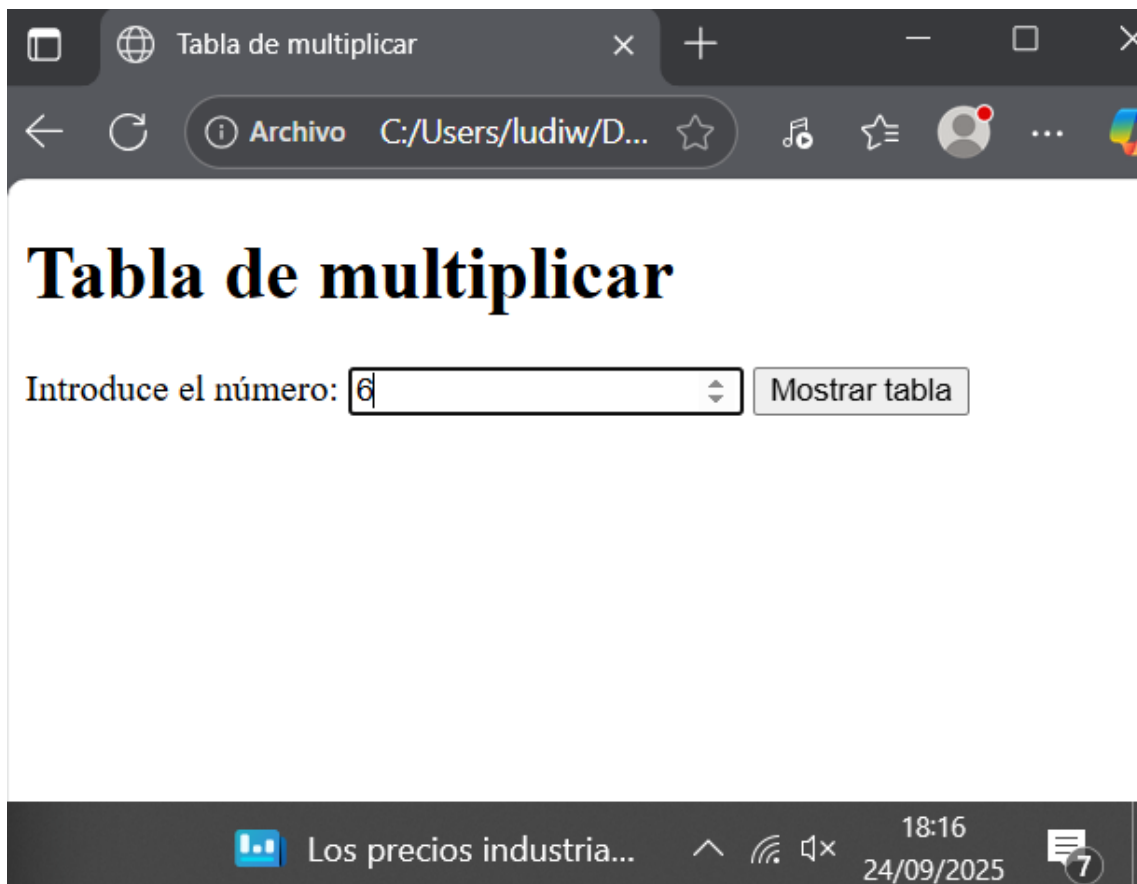 Tabla de multiplicar
Archivo C:/Users/ludiw/D...
Tabla de multiplicar
Introduce el número: 6 Mostrar tabla
Los precios industria...
18:16
24/09/2025
7